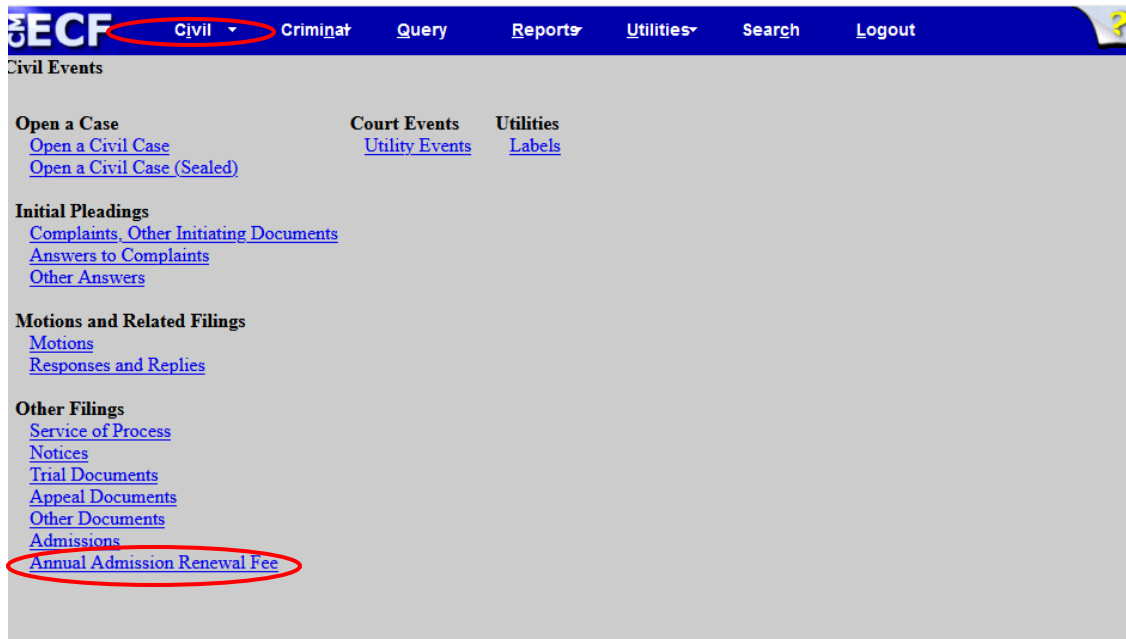 CM ECF Civil Criminal Query Reports Utilities Search Logout ?
Civil Events
Open a Case
Open a Civil Case
Open a Civil Case (Sealed)
Court Events
Utility Events
Utilities
Labels
Initial Pleadings
Complaints, Other Initiating Documents
Answers to Complaints
Other Answers
Motions and Related Filings
Motions
Responses and Replies
Other Filings
Service of Process
Notices
Trial Documents
Appeal Documents
Other Documents
Admissions
Annual Admission Renewal Fee